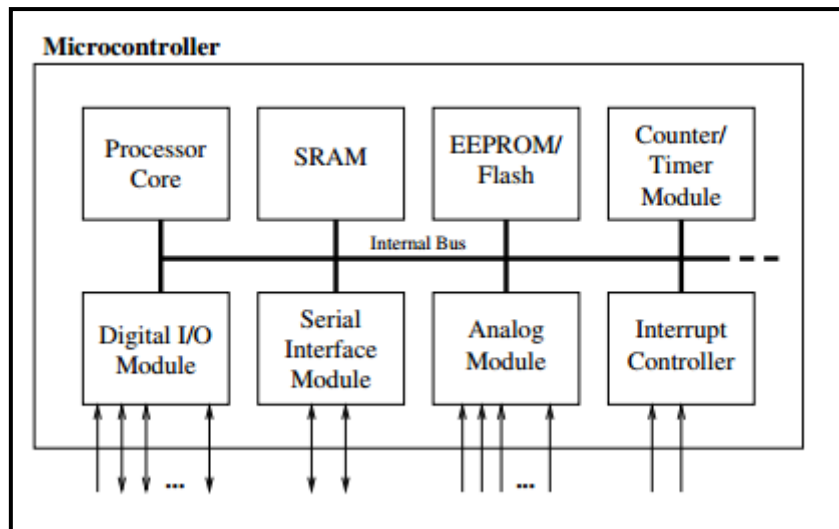 Microcontroller
Processor
Core
SRAM
EEPROM/
Flash
Counter/
Timer
Module
Internal Bus
Digital I/O
Module
Serial
Interface
Module
Analog
Module
Interrupt
Controller
...
...